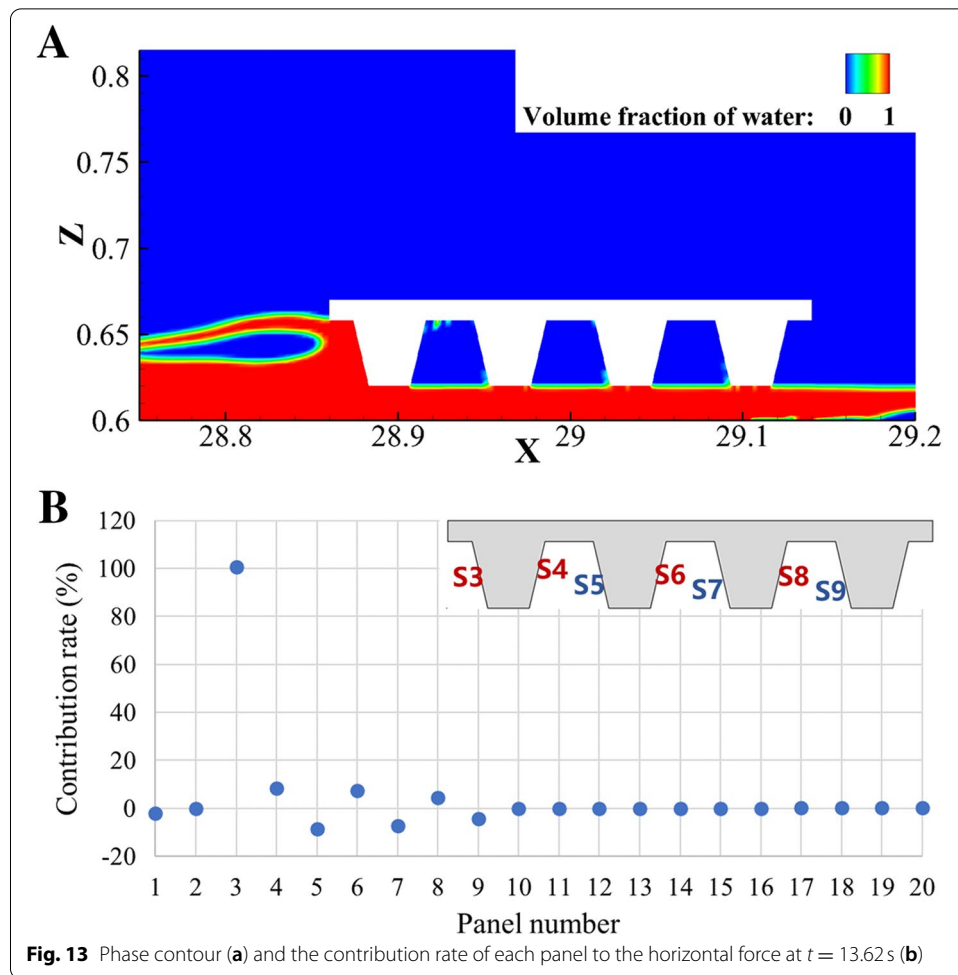 A
0.8
0.75
Z
0.7
0.65
0.6
Volume fraction of water: 0 1
28.8 28.9 29 29.1 29.2
X
B
120
100
80
60
40
20
0
-20
Contribution rate (%)
S3 S4 S5 S6 S7 S8 S9
1 2 3 4 5 6 7 8 9 10 11 12 13 14 15 16 17 18 19 20
Panel number
Fig. 13 Phase contour (a) and the contribution rate of each panel to the horizontal force at t = 13.62 s (b)